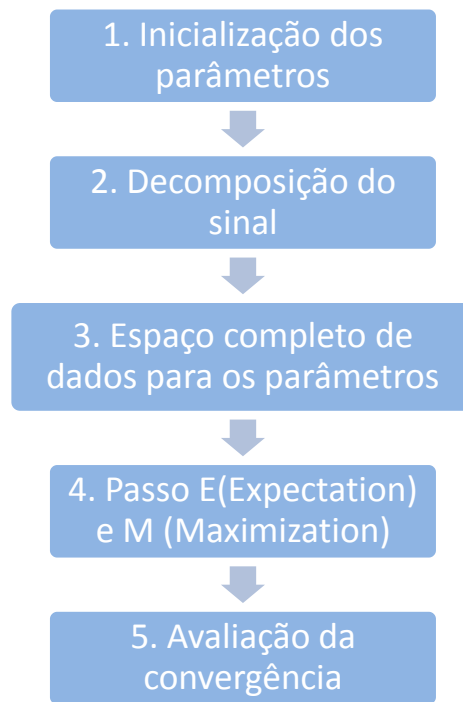 1. Inicialização dos
parâmetros
2. Decomposição do
sinal
3. Espaço completo de
dados para os parâmetros
4. Passo E(Expectation)
e M (Maximization)
5. Avaliação da
convergência